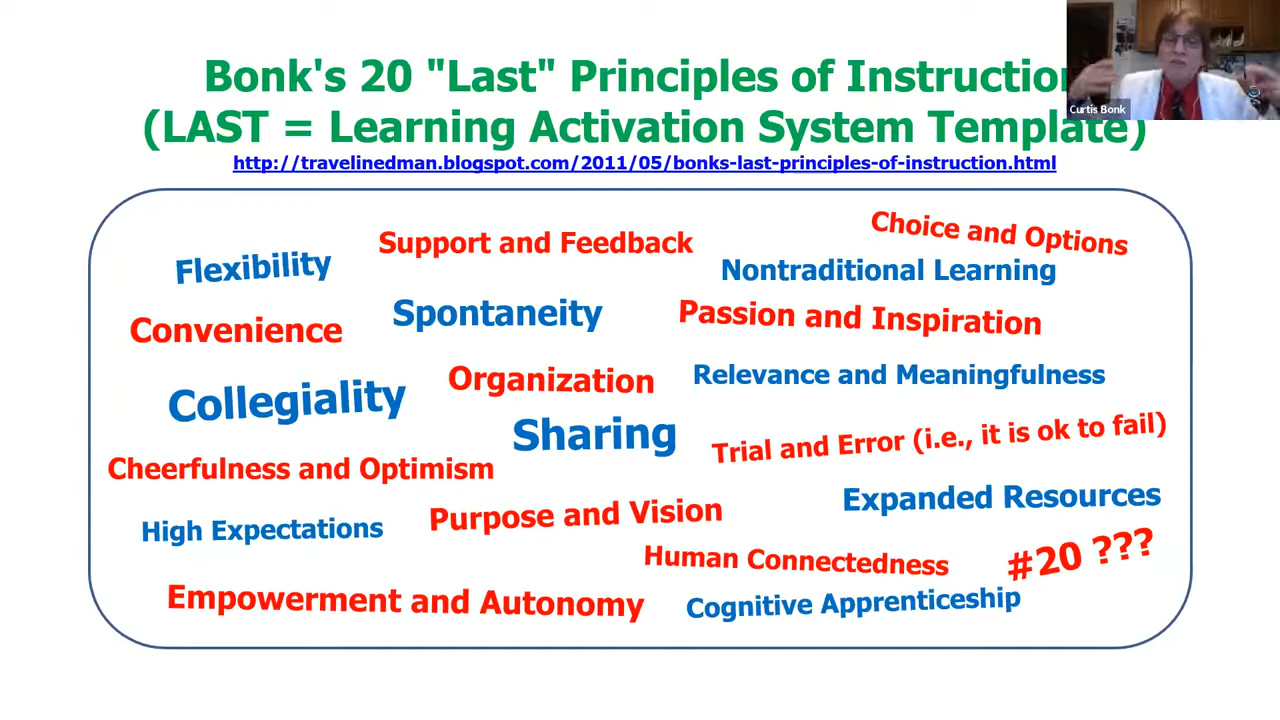 Bonk's 20 "Last" Principles of Instruction
(LAST = Learning Activation System Template)
http://travelinedman.blogspot.com/2011/05/bonks-last-principles-of-instruction.html
Curtis Bonk
Choice and Options
Support and Feedback
Flexibility
Nontraditional Learning
Spontaneity
Passion and Inspiration
Convenience
Organization
Relevance and Meaningfulness
Collegiality
Sharing
Trial and Error (i.e., it is ok to fail)
Cheerfulness and Optimism
Expanded Resources
Purpose and Vision
High Expectations
Human Connectedness
#20 ???
Empowerment and Autonomy
Cognitive Apprenticeship